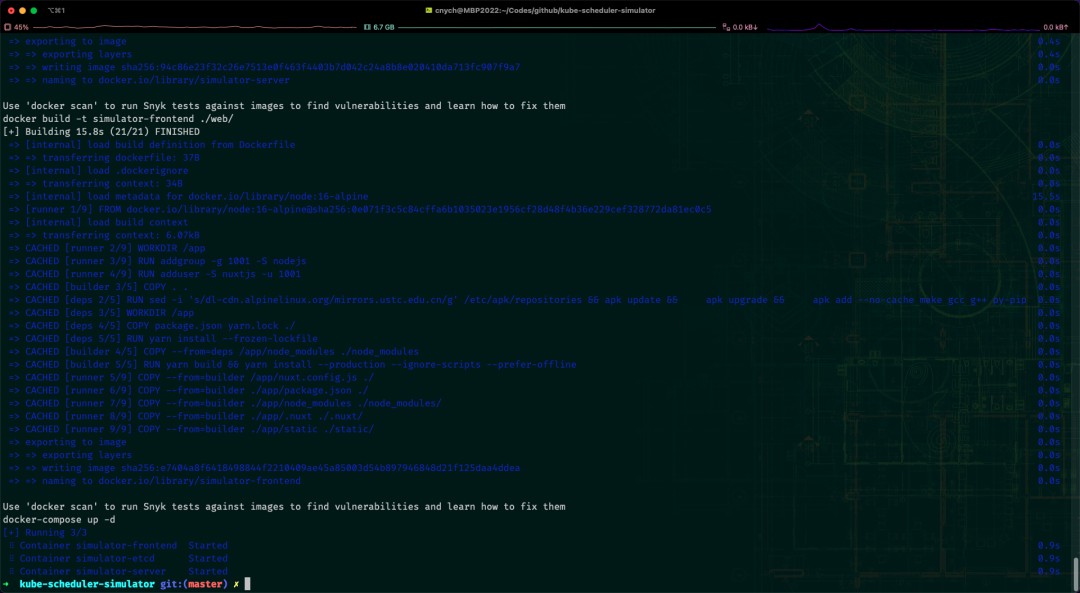 ⌥⌘1 cnych@MBP2022:~/Codes/github/kube-scheduler-simulator
45% 6.7 GB 0.0 kB↓ 0.0 kB↑
=> exporting to image 0.4s
=> => exporting layers 0.4s
=> => writing image 0.0s
=> => naming to docker.io/library/simulator-server 0.0s
Use 'docker scan' to run Snyk tests against images to find vulnerabilities and learn how to fix them
docker build -t simulator-frontend ./web/
[+] Building 15.8s (21/21) FINISHED
=> [internal] load build definition from Dockerfile 0.0s
=> => transferring dockerfile: 37B 0.0s
=> [internal] load .dockerignore 0.0s
=> => transferring context: 34B 0.0s
=> [internal] load metadata for docker.io/library/node:16-alpine 15.5s
=> [runner 1/9] FROM 0.0s
=> [internal] load build context 0.0s
=> => transferring context: 6.07kB 0.0s
=> CACHED [runner 2/9] WORKDIR /app 0.0s
=> CACHED [runner 3/9] RUN addgroup -g 1001 -S nodejs 0.0s
=> CACHED [runner 4/9] RUN adduser -S nuxtjs -u 1001 0.0s
=> CACHED [builder 3/5] COPY . . 0.0s
=> CACHED [deps 2/5] RUN sed -i 's/dl-cdn.alpinelinux.org/mirrors.ustc.edu.cn/g' /etc/apk/repositories && apk update && apk upgrade && apk add --no-cache make gcc g++ py-pip 0.0s
=> CACHED [deps 3/5] WORKDIR /app 0.0s
=> CACHED [deps 4/5] COPY package.json yarn.lock ./ 0.0s
=> CACHED [deps 5/5] RUN yarn install --frozen-lockfile 0.0s
=> CACHED [builder 4/5] COPY --from=deps /app/node_modules ./node_modules 0.0s
=> CACHED [builder 5/5] RUN yarn build && yarn install --production --ignore-scripts --prefer-offline 0.0s
=> CACHED [runner 5/9] COPY --from=builder /app/nuxt.config.js ./ 0.0s
=> CACHED [runner 6/9] COPY --from=builder ./app/package.json ./ 0.0s
=> CACHED [runner 7/9] COPY --from=builder ./app/node_modules ./node_modules/ 0.0s
=> CACHED [runner 8/9] COPY --from=builder ./app/.nuxt ./.nuxt/ 0.0s
=> CACHED [runner 9/9] COPY --from=builder ./app/static ./static/ 0.0s
=> exporting to image 0.0s
=> => exporting layers 0.0s
=> => writing image 0.0s
=> => naming to docker.io/library/simulator-frontend 0.0s
Use 'docker scan' to run Snyk tests against images to find vulnerabilities and learn how to fix them
docker-compose up -d
[+] Running 3/3
⠿ Container simulator-frontend Started 0.9s
⠿ Container simulator-etcd Started 0.9s
⠿ Container simulator-server Started 0.9s
→ kube-scheduler-simulator git:(master) ✗